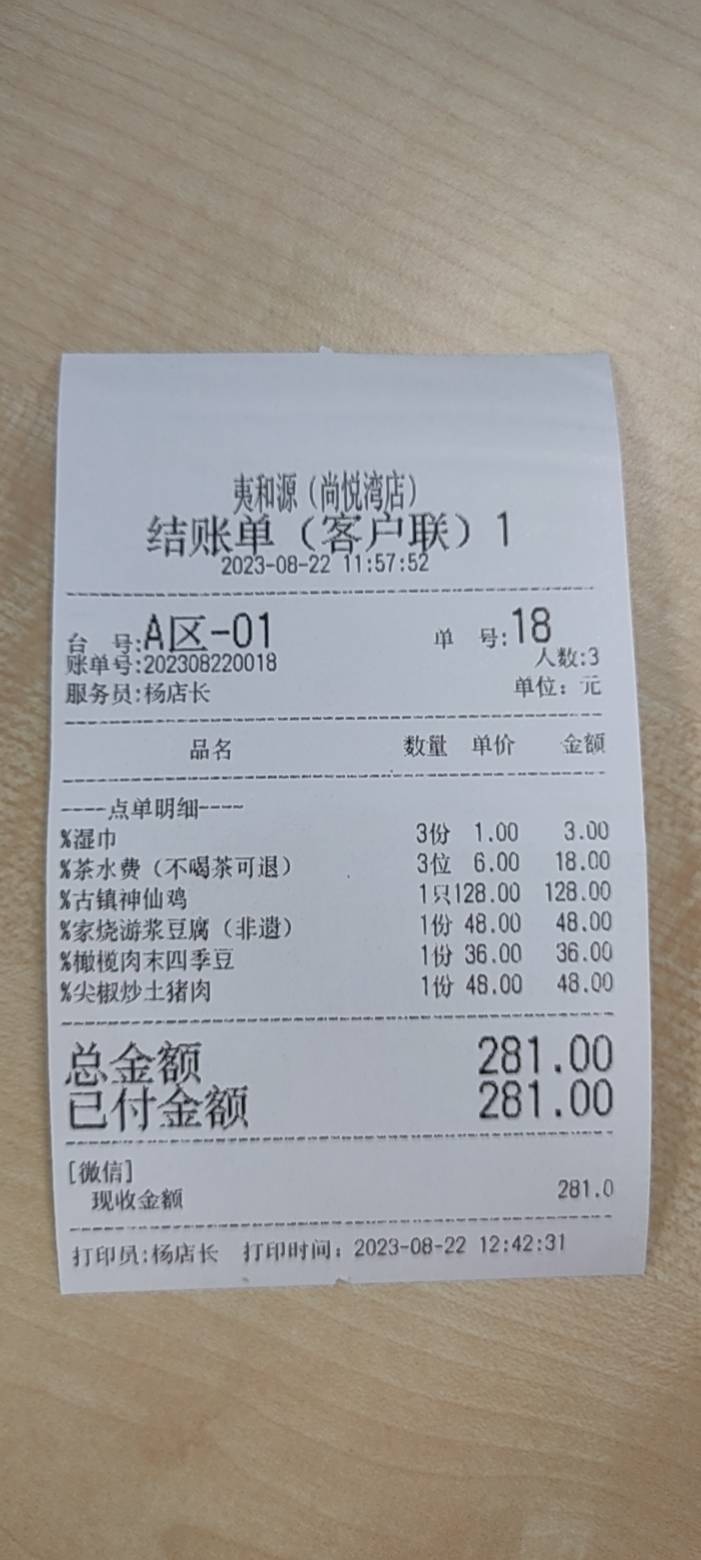 夷和源（尚悦湾店）
结账单（客户联）1
2023-08-22 11:57:52
台 号:A区-01 单 号:18
账单号:202308220018 人数:3
服务员:杨店长 单位：元
品名 数量 单价 金额
----点单明细----
%湿巾 3份 1.00 3.00
%茶水费（不喝茶可退） 3位 6.00 18.00
%古镇神仙鸡 1只128.00 128.00
%家烧游浆豆腐（非遗） 1份 48.00 48.00
%橄榄肉末四季豆 1份 36.00 36.00
%尖椒炒土猪肉 1份 48.00 48.00
总金额 281.00
已付金额 281.00
[微信]
现收金额 281.0
打印员:杨店长 打印时间：2023-08-22 12:42:31